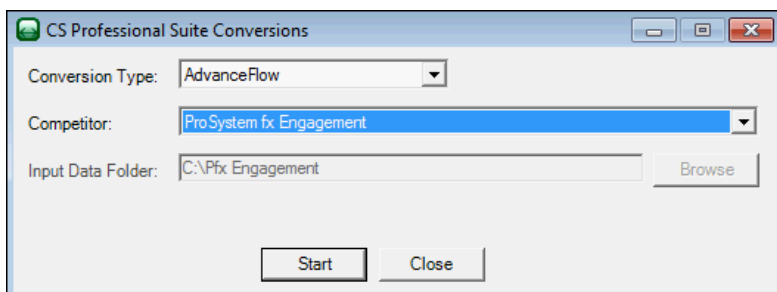 CS Professional Suite Conversions
Conversion Type: AdvanceFlow
Competitor: ProSystem fx Engagement
Input Data Folder: C:\Pfx Engagement Browse
Start Close